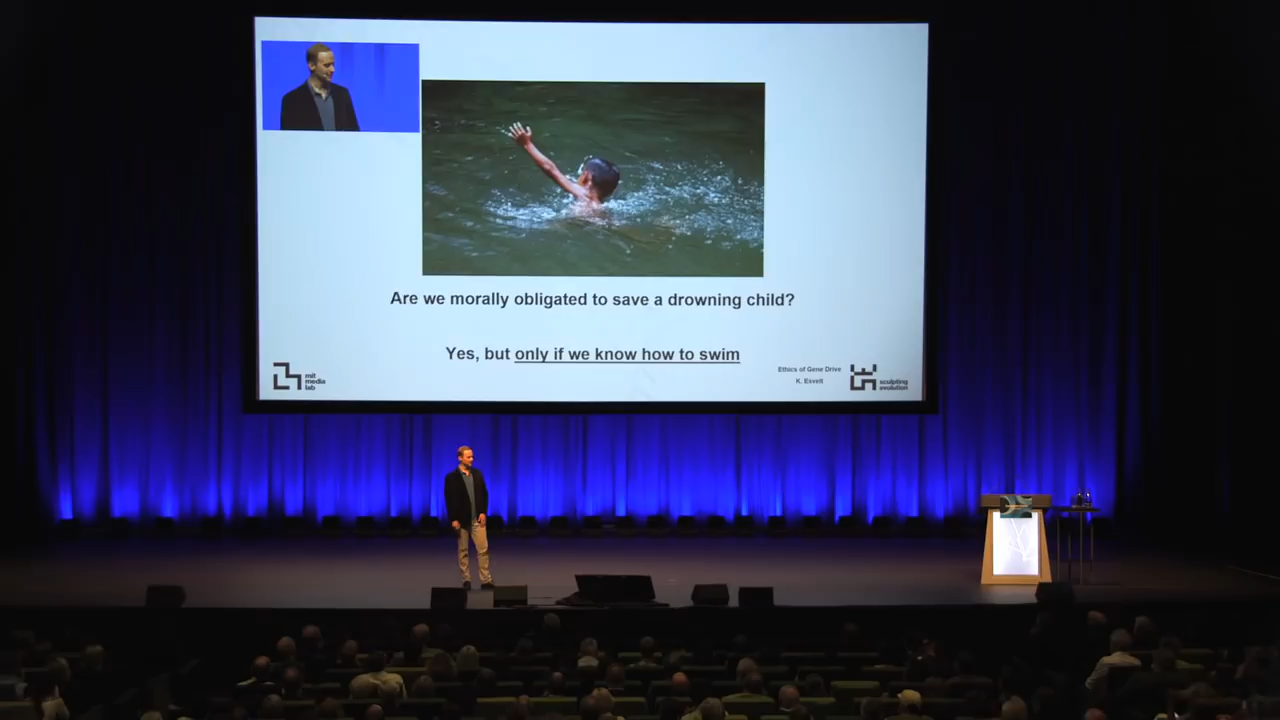 Are we morally obligated to save a drowning child?
Yes, but only if we know how to swim
mit
media
lab
Ethics of Gene Drive
K. Esvelt
sculpting
evolution